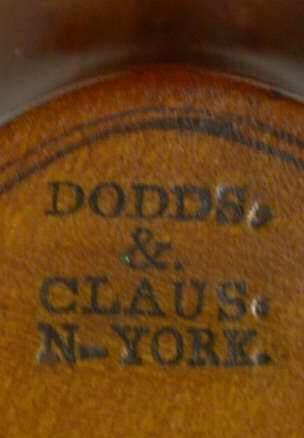 DODDS.
&.
CLAUS.
N-YORK.